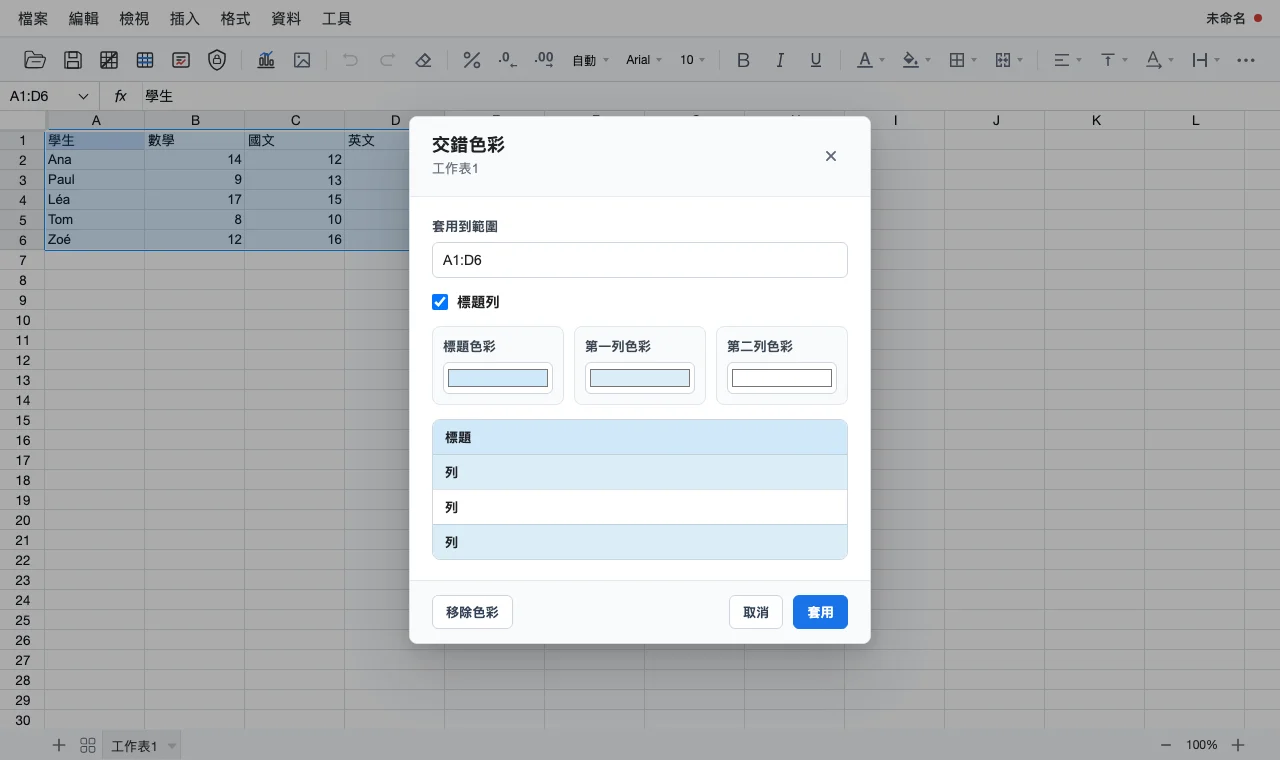 檔案 編輯 檢視 插入 格式 資料 工具 未命名
% .0 .00 自動 Arial 10 B I U A A
A1:D6 fx 學生
A B C D I J K L
1 學生 數學 國文 英文
2 Ana 14 12
3 Paul 9 13
4 Léa 17 15
5 Tom 8 10
6 Zoé 12 16
7
8
9
10
11
12
13
14
15
16
17
18
19
20
21
22
23
24
25
26
27
28
29
30
交錯色彩
工作表1
套用到範圍
A1:D6
標題列
標題色彩 第一列色彩 第二列色彩
標題
列
列
列
移除色彩 取消 套用
工作表1 100%